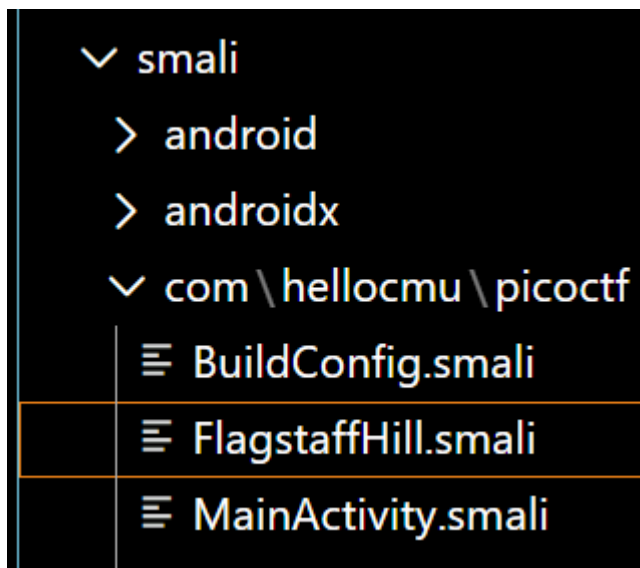 smali
android
androidx
com\hellocmu\picoctf
BuildConfig.smali
FlagstaffHill.smali
MainActivity.smali